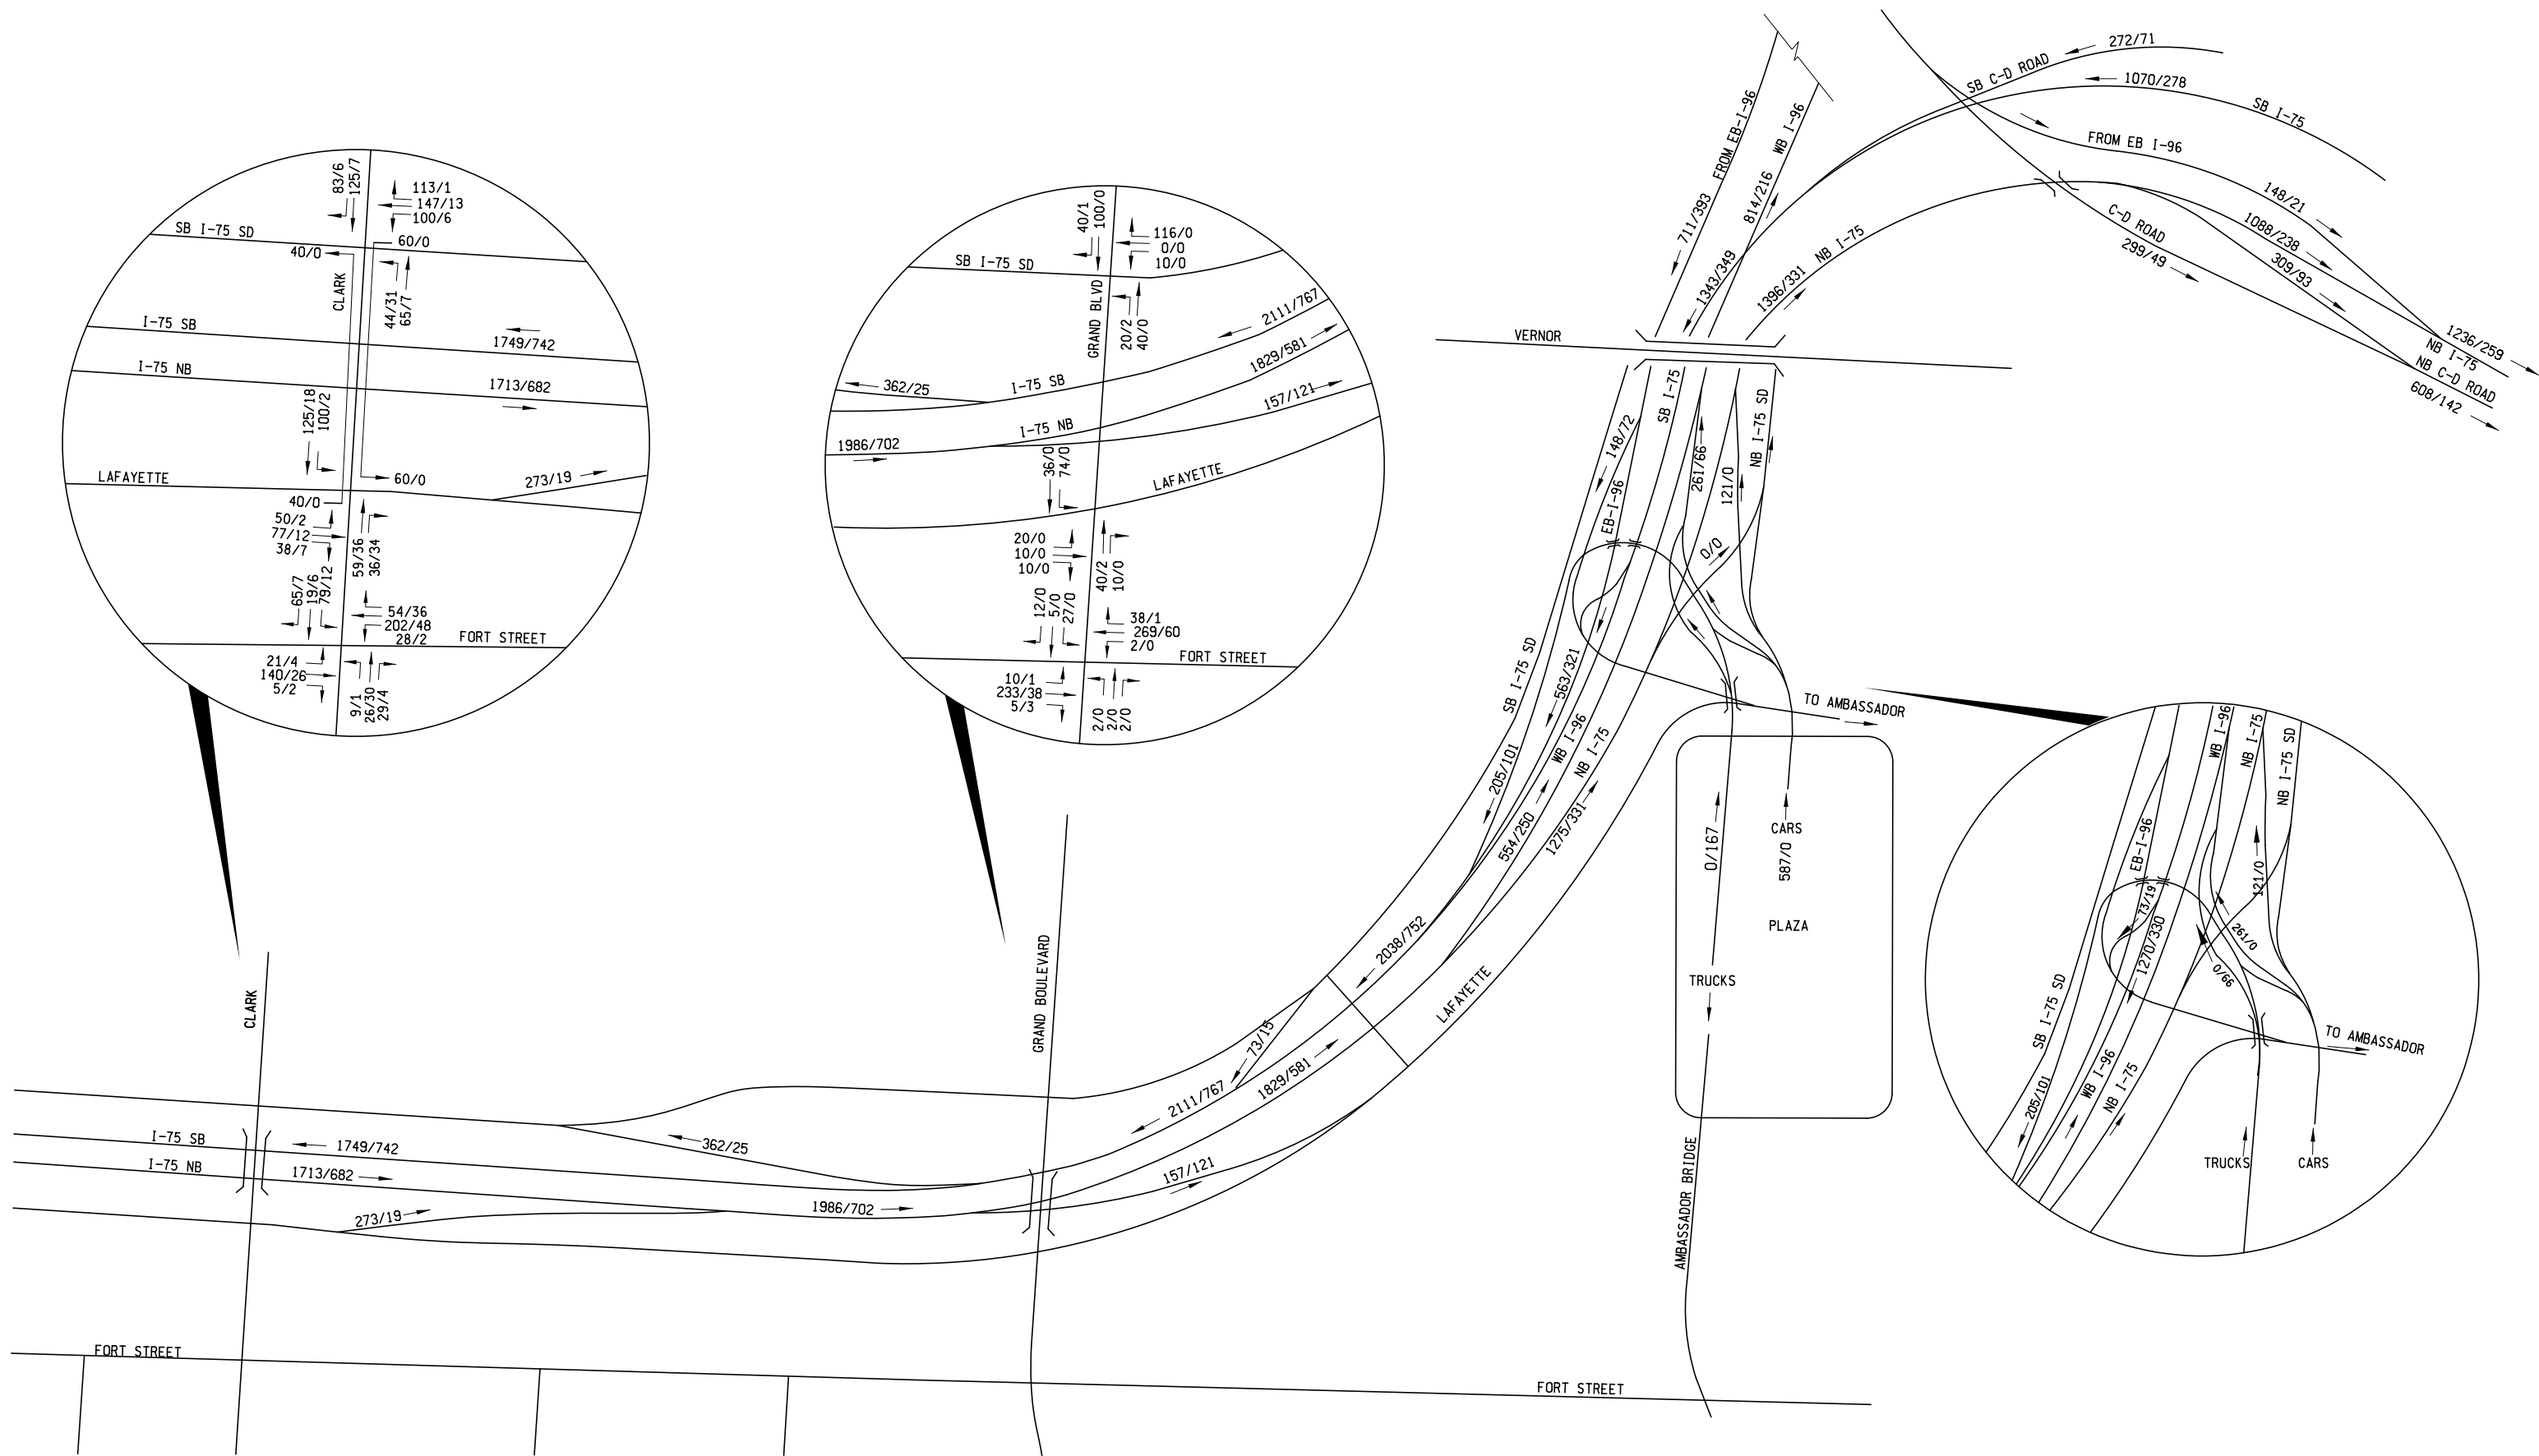 83/6
125/7
113/1
147/13
100/6
SB I-75 SD
60/0
40/0
CLARK
44/31
65/7
I-75 SB
1749/742
I-75 NB
1713/682
125/18
100/2
LAFAYETTE
60/0
273/19
40/0
50/2
77/12
38/7
59/36
36/34
65/7
19/6
79/12
54/36
202/48
28/2
FORT STREET
21/4
140/26
5/2
9/1
26/30
29/4
40/1
100/0
116/0
0/0
10/0
SB I-75 SD
GRAND BLVD
20/2
40/0
2111/767
1829/581
362/25
I-75 SB
157/121
I-75 NB
1986/702
36/0
74/0
LAFAYETTE
20/0
10/0
10/0
40/2
10/0
12/0
5/0
27/0
38/1
269/60
2/0
FORT STREET
10/1
233/38
5/3
2/0
2/0
2/0
272/71
SB C-D ROAD
1070/278
SB I-75
FROM EB-I-96
WB I-96
FROM EB I-96
711/393
814/216
148/21
1088/238
C-D ROAD
299/49
309/93
NB I-75
1343/349
1396/331
1236/259
NB I-75
NB C-D ROAD
608/142
VERNOR
148/72
SB I-75
261/66
121/0
NB I-75 SD
EB-I-96
0/0
SB I-75 SD
563/321
TO AMBASSADOR
205/101
WB I-96
NB I-75
554/250
1275/331
0/167
CARS
587/0
PLAZA
TRUCKS
2038/752
LAFAYETTE
AMBASSADOR BRIDGE
WB I-96
NB I-75
NB I-75 SD
EB-I-96
121/0
73/19
1270/330
261/0
0/66
SB I-75 SD
TO AMBASSADOR
205/101
WB I-96
NB I-75
TRUCKS
CARS
CLARK
GRAND BOULEVARD
73/15
2111/767
1829/581
I-75 SB
1749/742
362/25
I-75 NB
1713/682
157/121
273/19
1986/702
FORT STREET
FORT STREET